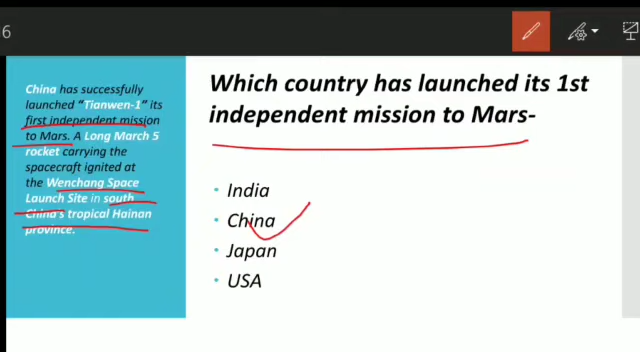 6
China has successfully
launched "Tianwen-1" its
first independent mission
to Mars. A Long March 5
rocket carrying the
spacecraft ignited at
the Wenchang Space
Launch Site in south
China's tropical Hainan
province.
Which country has launched its 1st
independent mission to Mars-
• India
• China
• Japan
• USA